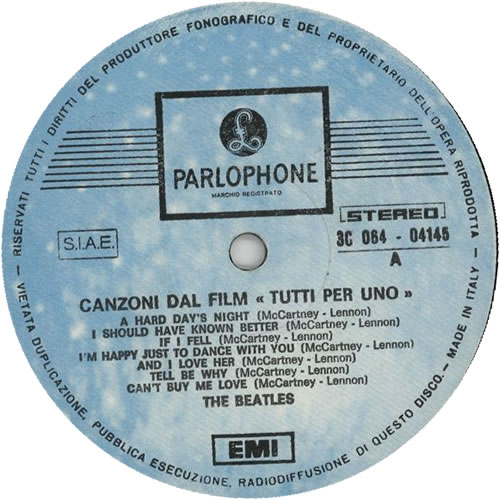 RISERVATI TUTTI I DIRITTI DEL PRODUTTORE FONOGRAFICO E DEL PROPRIETARIO DELL'OPERA RIPRODOTTA
£
PARLOPHONE
MARCHIO REGISTRATO
S.I.A.E.
STEREO
3C 064 - 04145
A
CANZONI DAL FILM « TUTTI PER UNO »
A HARD DAY'S NIGHT (McCartney - Lennon)
I SHOULD HAVE KNOWN BETTER (McCartney - Lennon)
IF I FELL (McCartney - Lennon)
I'M HAPPY JUST TO DANCE WITH YOU (McCartney - Lennon)
AND I LOVE HER (McCartney - Lennon)
TELL BE WHY (McCartney - Lennon)
CAN'T BUY ME LOVE (McCartney - Lennon)
THE BEATLES
EMI
— VIETATA DUPLICAZIONE, PUBBLICA ESECUZIONE, RADIODIFFUSIONE DI QUESTO DISCO. — MADE IN ITALY —